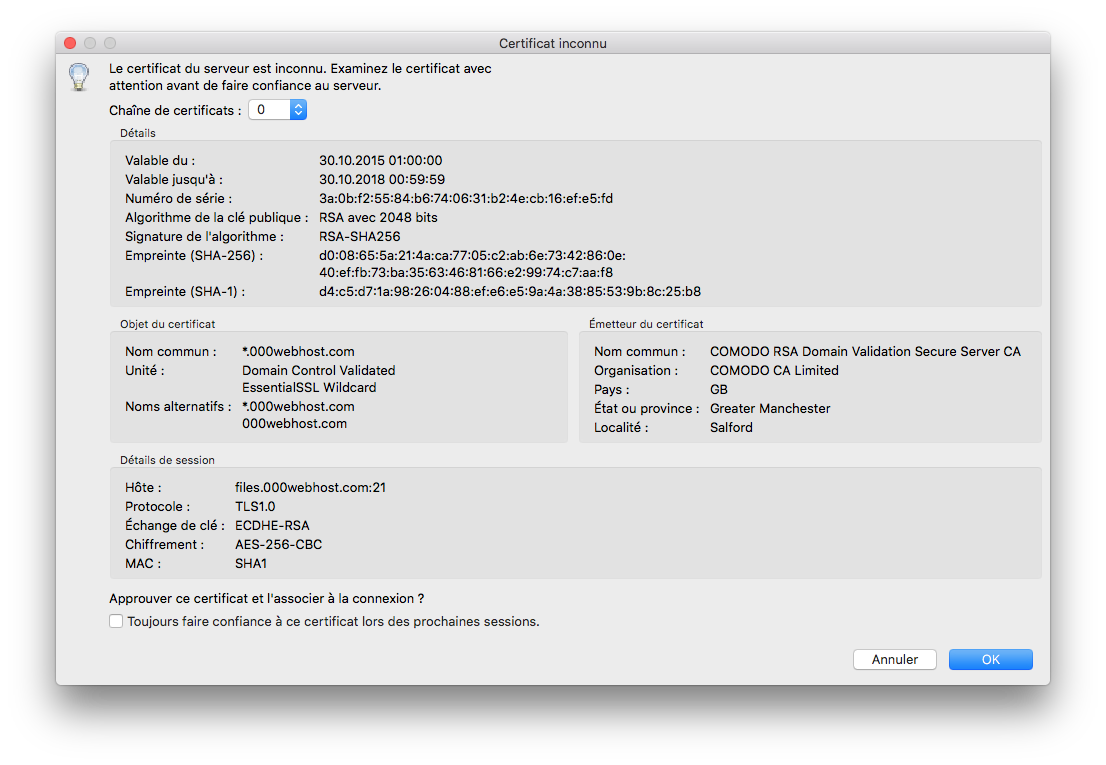 Certificat inconnu
Le certificat du serveur est inconnu. Examinez le certificat avec
attention avant de faire confiance au serveur.
Chaîne de certificats : 0
Détails
Valable du : 30.10.2015 01:00:00
Valable jusqu'à : 30.10.2018 00:59:59
Numéro de série : 3a:0b:f2:55:84:b6:74:06:31:b2:4e:cb:16:ef:e5:fd
Algorithme de la clé publique : RSA avec 2048 bits
Signature de l'algorithme : RSA-SHA256
Empreinte (SHA-256) : d0:08:65:5a:21:4a:ca:77:05:c2:ab:6e:73:42:86:0e:
40:ef:fb:73:ba:35:63:46:81:66:e2:99:74:c7:aa:f8
Empreinte (SHA-1) : d4:c5:d7:1a:98:26:04:88:ef:e6:e5:9a:4a:38:85:53:9b:8c:25:b8
Objet du certificat
Nom commun : *.000webhost.com
Unité : Domain Control Validated
EssentialSSL Wildcard
Noms alternatifs : *.000webhost.com
000webhost.com
Émetteur du certificat
Nom commun : COMODO RSA Domain Validation Secure Server CA
Organisation : COMODO CA Limited
Pays : GB
État ou province : Greater Manchester
Localité : Salford
Détails de session
Hôte : files.000webhost.com:21
Protocole : TLS1.0
Échange de clé : ECDHE-RSA
Chiffrement : AES-256-CBC
MAC : SHA1
Approuver ce certificat et l'associer à la connexion ?
Toujours faire confiance à ce certificat lors des prochaines sessions.
Annuler OK